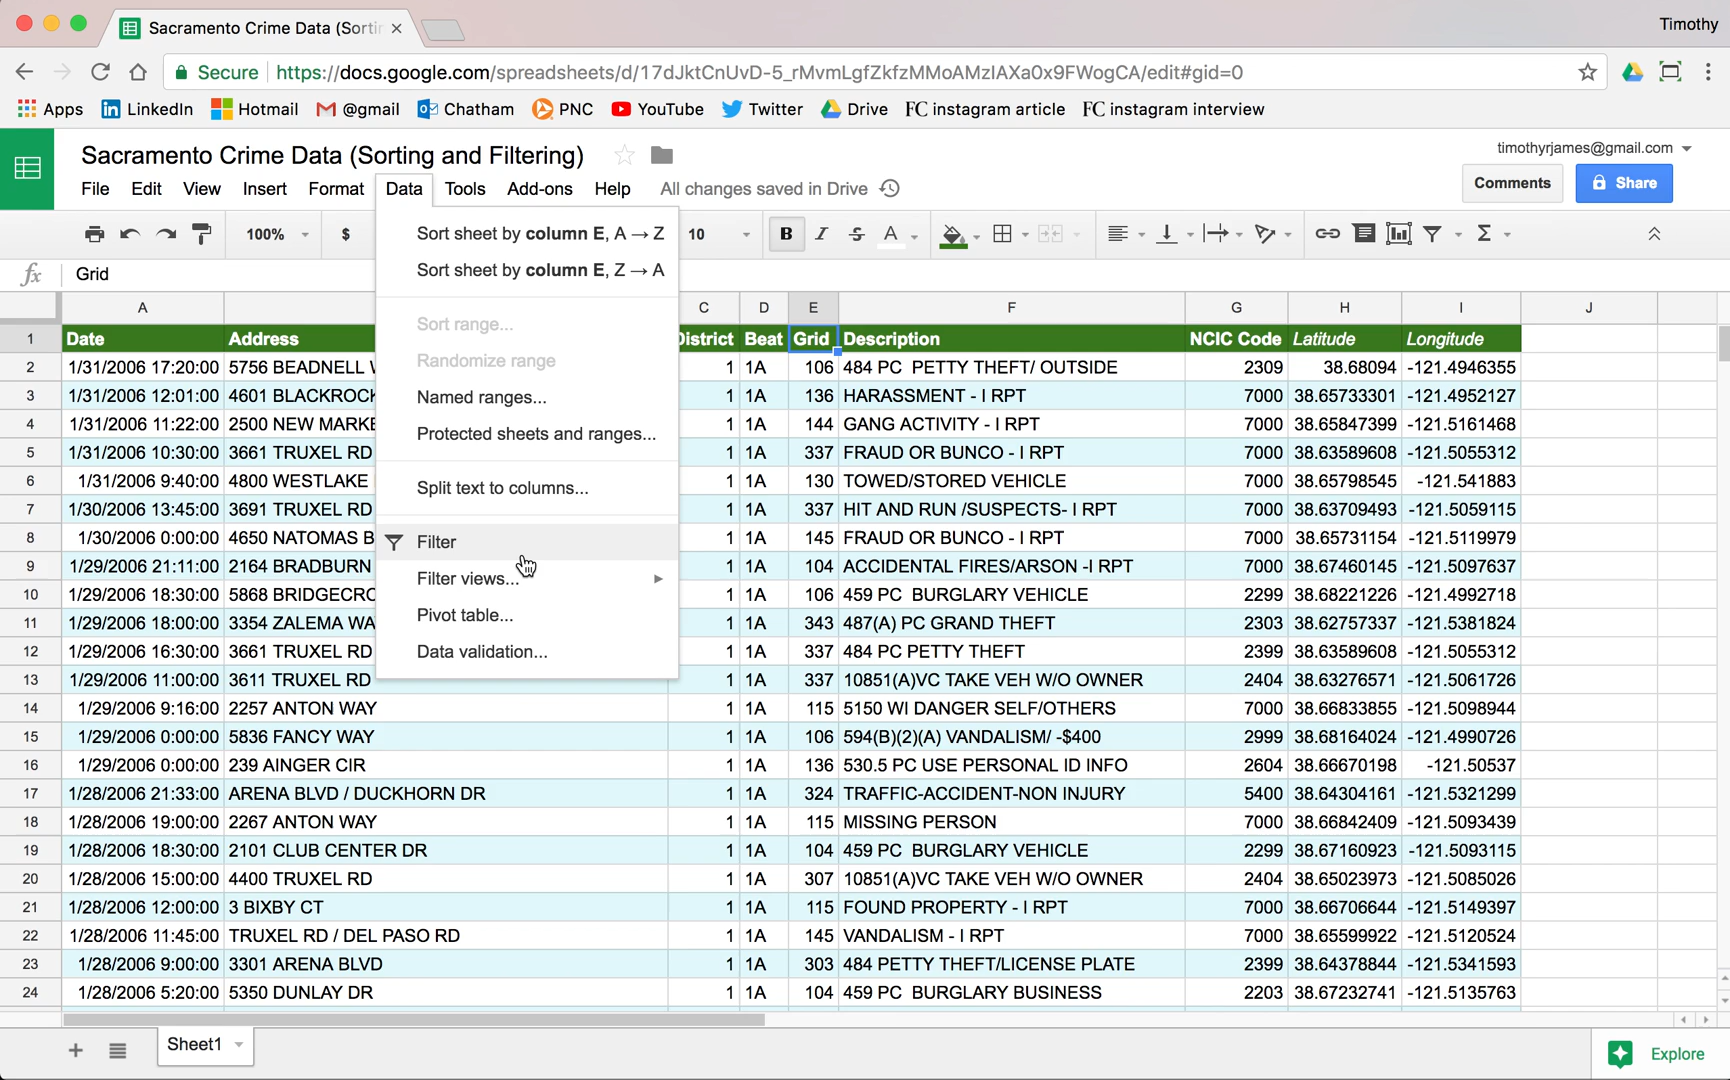 Sacramento Crime Data (Sortin
Timothy
Secure https://docs.google.com/spreadsheets/d/17dJktCnUvD-5_rMvmLgfZkfzMMoAMzIAXa0x9FWogCA/edit#gid=0
Apps LinkedIn Hotmail @gmail Chatham PNC YouTube Twitter Drive FC instagram article FC instagram interview
Sacramento Crime Data (Sorting and Filtering)
timothyrjames@gmail.com
File Edit View Insert Format Data Tools Add-ons Help All changes saved in Drive
Comments Share
100% $ 10 B I S A Σ
fx Grid
Sort sheet by column E, A → Z
Sort sheet by column E, Z → A
Sort range...
Randomize range
Named ranges...
Protected sheets and ranges...
Split text to columns...
Filter
Filter views...
Pivot table...
Data validation...
A C D E F G H I J
1 Date Address District Beat Grid Description NCIC Code Latitude Longitude
2 1/31/2006 17:20:00 5756 BEADNELL 1 1A 106 484 PC PETTY THEFT/ OUTSIDE 2309 38.68094 -121.4946355
3 1/31/2006 12:01:00 4601 BLACKROCK 1 1A 136 HARASSMENT - I RPT 7000 38.65733301 -121.4952127
4 1/31/2006 11:22:00 2500 NEW MARKE 1 1A 144 GANG ACTIVITY - I RPT 7000 38.65847399 -121.5161468
5 1/31/2006 10:30:00 3661 TRUXEL RD 1 1A 337 FRAUD OR BUNCO - I RPT 7000 38.63589608 -121.5055312
6 1/31/2006 9:40:00 4800 WESTLAKE 1 1A 130 TOWED/STORED VEHICLE 7000 38.65798545 -121.541883
7 1/30/2006 13:45:00 3691 TRUXEL RD 1 1A 337 HIT AND RUN /SUSPECTS- I RPT 7000 38.63709493 -121.5059115
8 1/30/2006 0:00:00 4650 NATOMAS B 1 1A 145 FRAUD OR BUNCO - I RPT 7000 38.65731154 -121.5119979
9 1/29/2006 21:11:00 2164 BRADBURN 1 1A 104 ACCIDENTAL FIRES/ARSON -I RPT 7000 38.67460145 -121.5097637
10 1/29/2006 18:30:00 5868 BRIDGECRO 1 1A 106 459 PC BURGLARY VEHICLE 2299 38.68221226 -121.4992718
11 1/29/2006 18:00:00 3354 ZALEMA WA 1 1A 343 487(A) PC GRAND THEFT 2303 38.62757337 -121.5381824
12 1/29/2006 16:30:00 3661 TRUXEL RD 1 1A 337 484 PC PETTY THEFT 2399 38.63589608 -121.5055312
13 1/29/2006 11:00:00 3611 TRUXEL RD 1 1A 337 10851(A)VC TAKE VEH W/O OWNER 2404 38.63276571 -121.5061726
14 1/29/2006 9:16:00 2257 ANTON WAY 1 1A 115 5150 WI DANGER SELF/OTHERS 7000 38.66833855 -121.5098944
15 1/29/2006 0:00:00 5836 FANCY WAY 1 1A 106 594(B)(2)(A) VANDALISM/ -$400 2999 38.68164024 -121.4990726
16 1/29/2006 0:00:00 239 AINGER CIR 1 1A 136 530.5 PC USE PERSONAL ID INFO 2604 38.66670198 -121.50537
17 1/28/2006 21:33:00 ARENA BLVD / DUCKHORN DR 1 1A 324 TRAFFIC-ACCIDENT-NON INJURY 5400 38.64304161 -121.5321299
18 1/28/2006 19:00:00 2267 ANTON WAY 1 1A 115 MISSING PERSON 7000 38.66842409 -121.5093439
19 1/28/2006 18:30:00 2101 CLUB CENTER DR 1 1A 104 459 PC BURGLARY VEHICLE 2299 38.67160923 -121.5093115
20 1/28/2006 15:00:00 4400 TRUXEL RD 1 1A 307 10851(A)VC TAKE VEH W/O OWNER 2404 38.65023973 -121.5085026
21 1/28/2006 12:00:00 3 BIXBY CT 1 1A 115 FOUND PROPERTY - I RPT 7000 38.66706644 -121.5149397
22 1/28/2006 11:45:00 TRUXEL RD / DEL PASO RD 1 1A 145 VANDALISM - I RPT 7000 38.65599922 -121.5120524
23 1/28/2006 9:00:00 3301 ARENA BLVD 1 1A 303 484 PETTY THEFT/LICENSE PLATE 2399 38.64378844 -121.5341593
24 1/28/2006 5:20:00 5350 DUNLAY DR 1 1A 104 459 PC BURGLARY BUSINESS 2203 38.67232741 -121.5135763
Sheet1
Explore